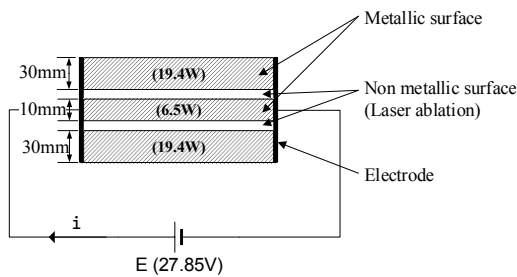 Metallic surface
30mm
(19.4W)
Non metallic surface
(Laser ablation)
10mm
(6.5W)
30mm
(19.4W)
Electrode
i
E (27.85V)